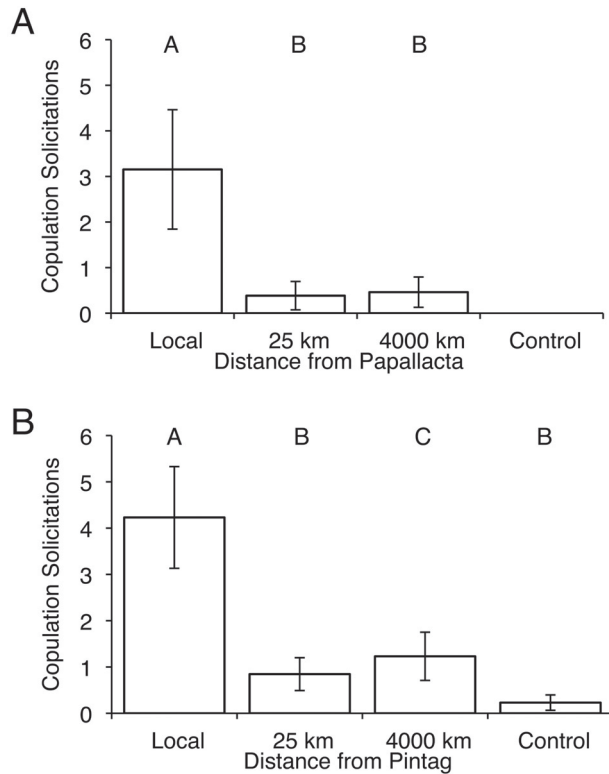 A
Copulation Solicitations
6
5
4
3
2
1
0
A B B
Local 25 km 4000 km Control
Distance from Papallacta
B
Copulation Solicitations
6
5
4
3
2
1
0
A B C B
Local 25 km 4000 km Control
Distance from Pintag